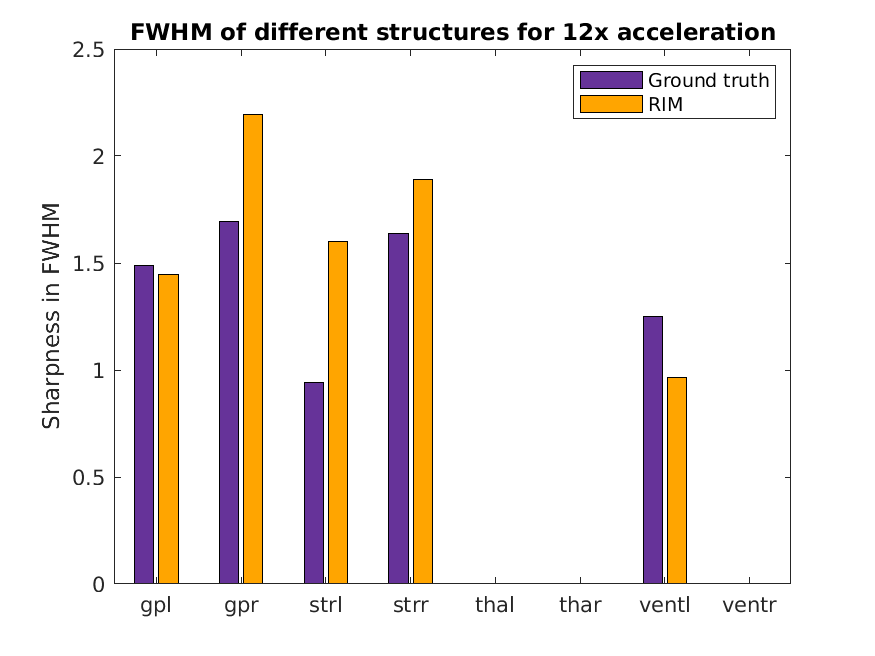 FWHM of different structures for 12x acceleration
Ground truth
RIM
Sharpness in FWHM
2.5
2
1.5
1
0.5
0
gpl gpr strl strr thal thar ventl ventr